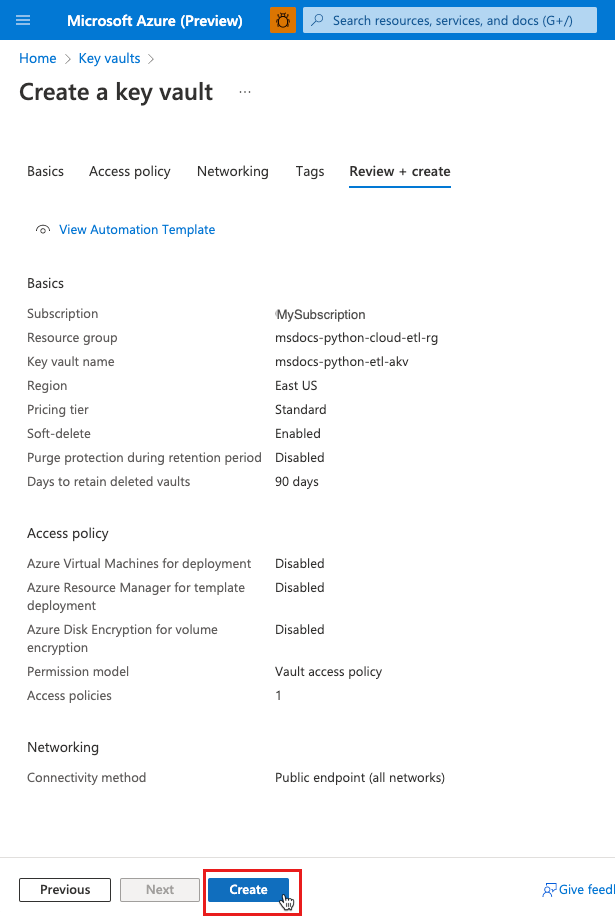 Microsoft Azure (Preview)
Search resources, services, and docs (G+/)
Home > Key vaults >
Create a key vault ...
Basics Access policy Networking Tags Review + create
View Automation Template
Basics
Subscription MySubscription
Resource group msdocs-python-cloud-etl-rg
Key vault name msdocs-python-etl-akv
Region East US
Pricing tier Standard
Soft-delete Enabled
Purge protection during retention period Disabled
Days to retain deleted vaults 90 days
Access policy
Azure Virtual Machines for deployment Disabled
Azure Resource Manager for template Disabled
deployment
Azure Disk Encryption for volume Disabled
encryption
Permission model Vault access policy
Access policies 1
Networking
Connectivity method Public endpoint (all networks)
Previous Next Create Give feed